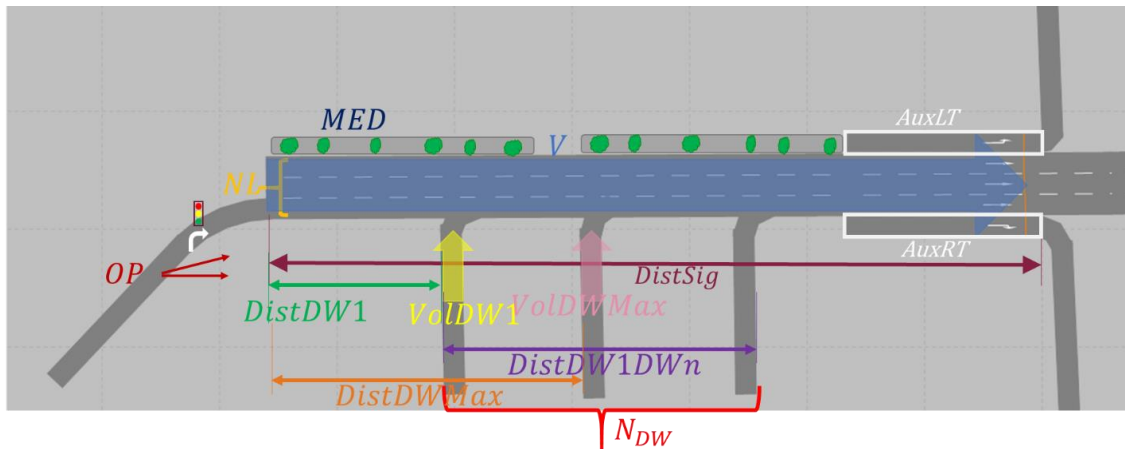 MED
V
AuxLT
NL
AuxRT
OP
DistSig
DistDW1
VolDW1
VolDWMax
DistDW1DWn
DistDWMax
N_DW